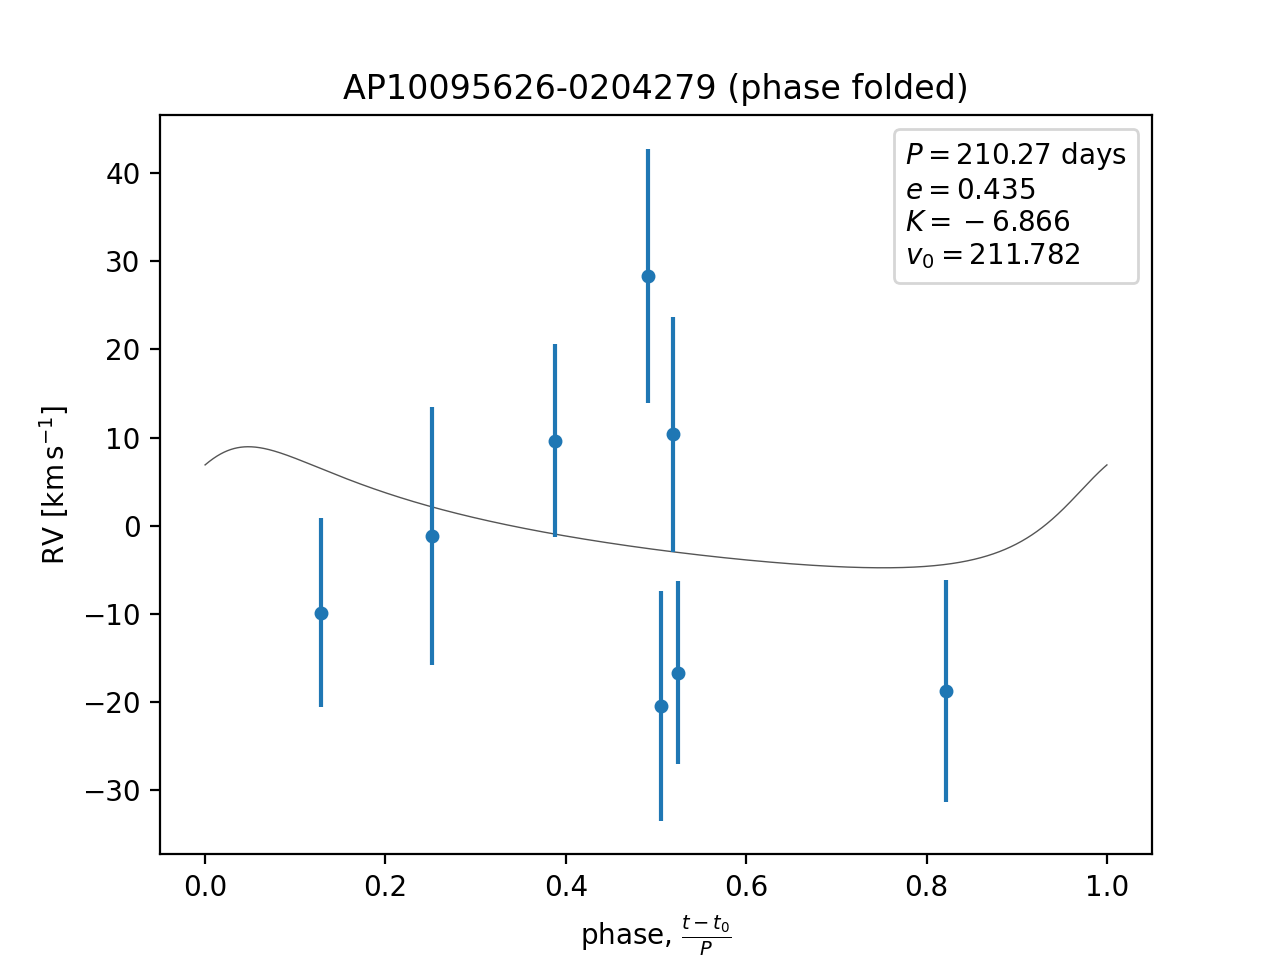 AP10095626-0204279 (phase folded)
P = 210.27 days
e = 0.435
K = −6.866
v₀ = 211.782
40
30
20
10
0
−10
−20
−30
RV [km s⁻¹]
0.0 0.2 0.4 0.6 0.8 1.0
phase, (t − t₀)/P